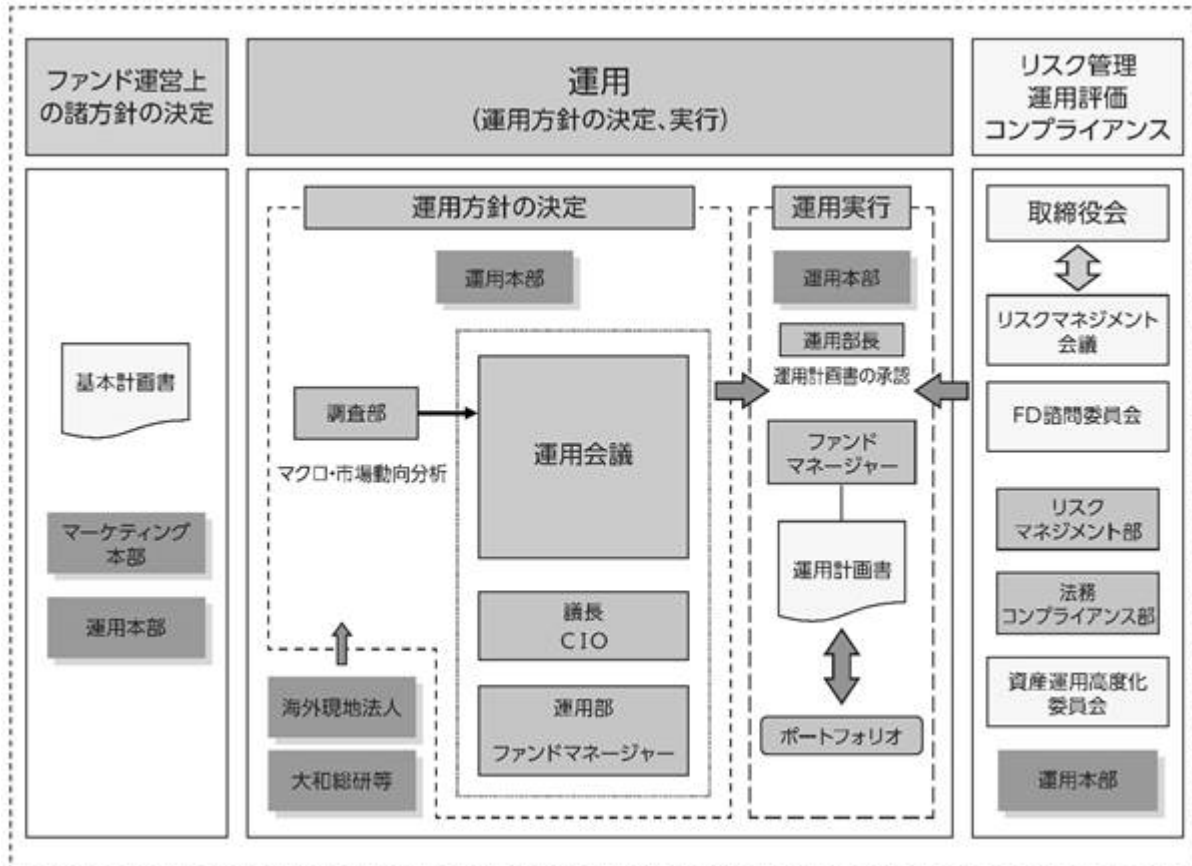 ファンド運営上
の諸方針の決定
運用
(運用方針の決定、実行)
リスク管理
運用評価
コンプライアンス
基本計画書
マーケティング
本部
運用本部
運用方針の決定
運用本部
調査部
マクロ・市場動向分析
運用会議
議長
CIO
運用部
ファンドマネージャー
海外現地法人
大和総研等
運用実行
運用本部
運用部長
運用計画書の承認
ファンド
マネージャー
運用計画書
ポートフォリオ
取締役会
リスクマネジメント
会議
FD諮問委員会
リスク
マネジメント部
法務
コンプライアンス部
資産運用高度化
委員会
運用本部